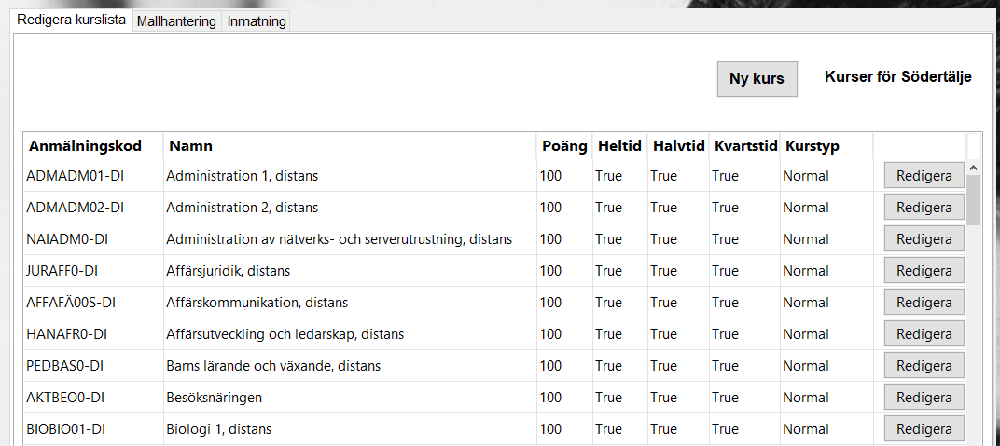 Redigera kurslista Mallhantering Inmatning
Ny kurs Kurser för Södertälje
Anmälningskod Namn Poäng Heltid Halvtid Kvartstid Kurstyp
ADMADM01-DI Administration 1, distans 100 True True True Normal Redigera
ADMADM02-DI Administration 2, distans 100 True True True Normal Redigera
NAIADM0-DI Administration av nätverks- och serverutrustning, distans 100 True True True Normal Redigera
JURAFF0-DI Affärsjuridik, distans 100 True True True Normal Redigera
AFFAFÄ00S-DI Affärskommunikation, distans 100 True True True Normal Redigera
HANAFR0-DI Affärsutveckling och ledarskap, distans 100 True True True Normal Redigera
PEDBAS0-DI Barns lärande och växande, distans 100 True True True Normal Redigera
AKTBEO0-DI Besöksnäringen 100 True True True Normal Redigera
BIOBIO01-DI Biologi 1, distans 100 True True True Normal Redigera